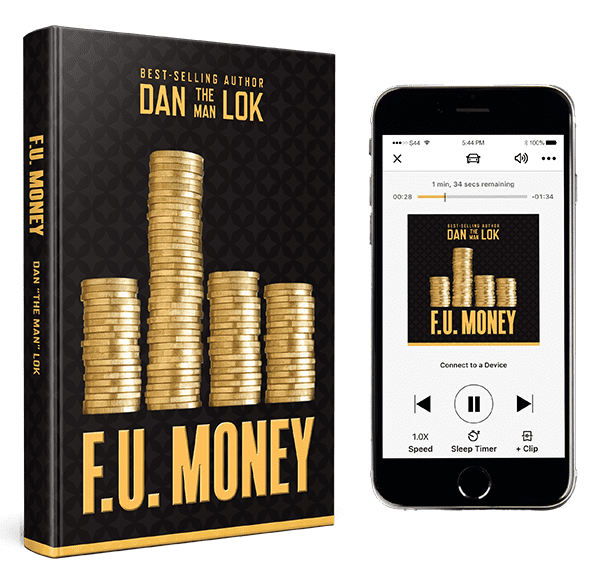 BEST-SELLING AUTHOR
DAN THE MAN LOK
F.U. MONEY
F.U. MONEY
DAN "THE MAN" LOK
S44
5:44 PM
100%
1 min, 34 secs remaining
00:28
-01:34
BEST-SELLING AUTHOR
DAN THE MAN LOK
F.U. MONEY
Connect to a Device
1.0X
Speed
Sleep Timer
+ Clip